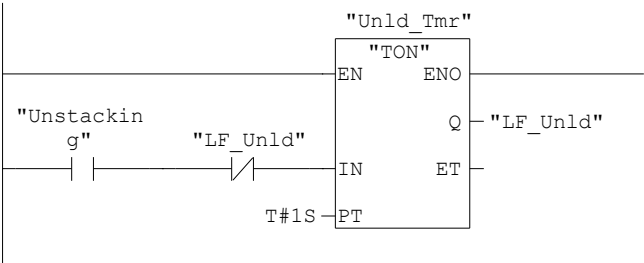 "Unld_Tmr"
"TON"
EN ENO
"Unstackin
g"
"LF_Unld"
Q "LF_Unld"
IN ET
T#1S PT